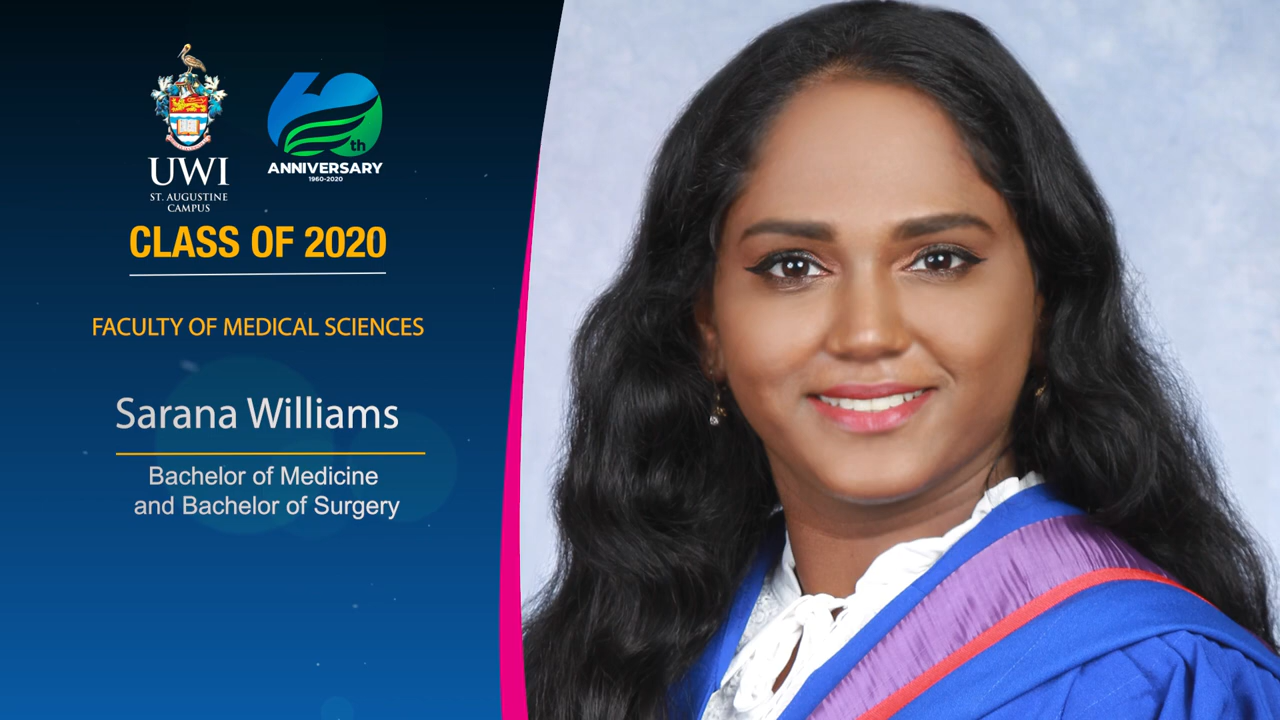 UWI
ST. AUGUSTINE
CAMPUS
60th
ANNIVERSARY
1960-2020
CLASS OF 2020
FACULTY OF MEDICAL SCIENCES
Sarana Williams
Bachelor of Medicine
and Bachelor of Surgery